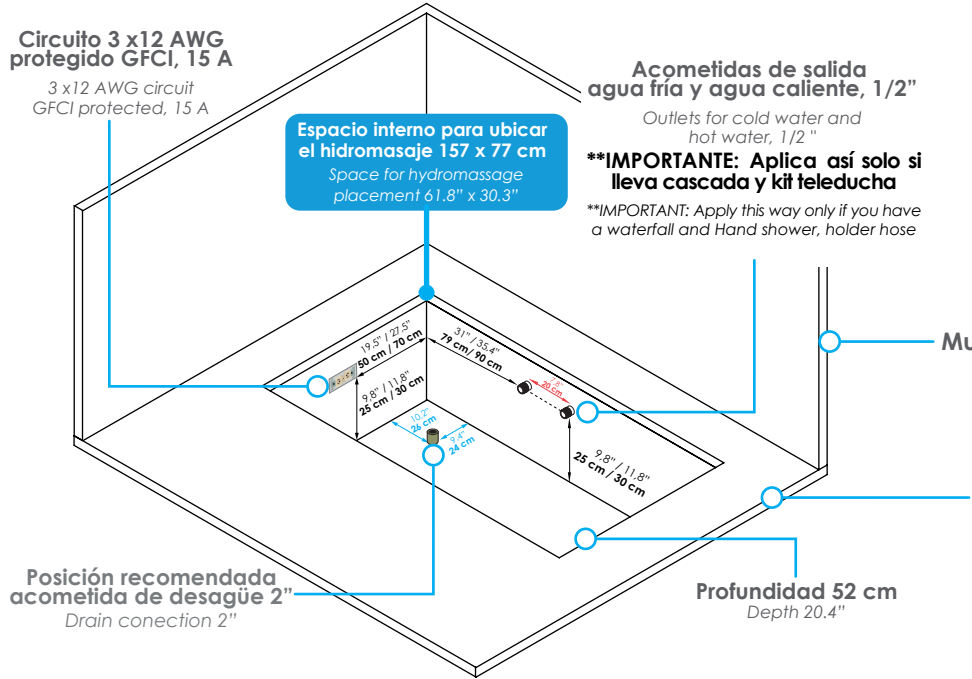 Circuito 3 x12 AWG
protegido GFCI, 15 A
3 x12 AWG circuit
GFCI protected, 15 A
Espacio interno para ubicar
el hidromasaje 157 x 77 cm
Space for hydromassage
placement 61.8” x 30.3”
Acometidas de salida
agua fría y agua caliente, 1/2”
Outlets for cold water and
hot water, 1/2 "
**IMPORTANTE: Aplica así solo si
lleva cascada y kit teleducha
**IMPORTANT: Apply this way only if you have
a waterfall and Hand shower, holder hose
Mu
19,5" / 27,5"
50 cm / 70 cm
31" / 35.4"
79 cm/ 90 cm
7,8"
20 cm
9,8" / 11,8"
25 cm / 30 cm
10,2"
26 cm
9,4"
24 cm
9,8" / 11,8"
25 cm / 30 cm
Posición recomendada
acometida de desagüe 2”
Drain conection 2”
Profundidad 52 cm
Depth 20.4”